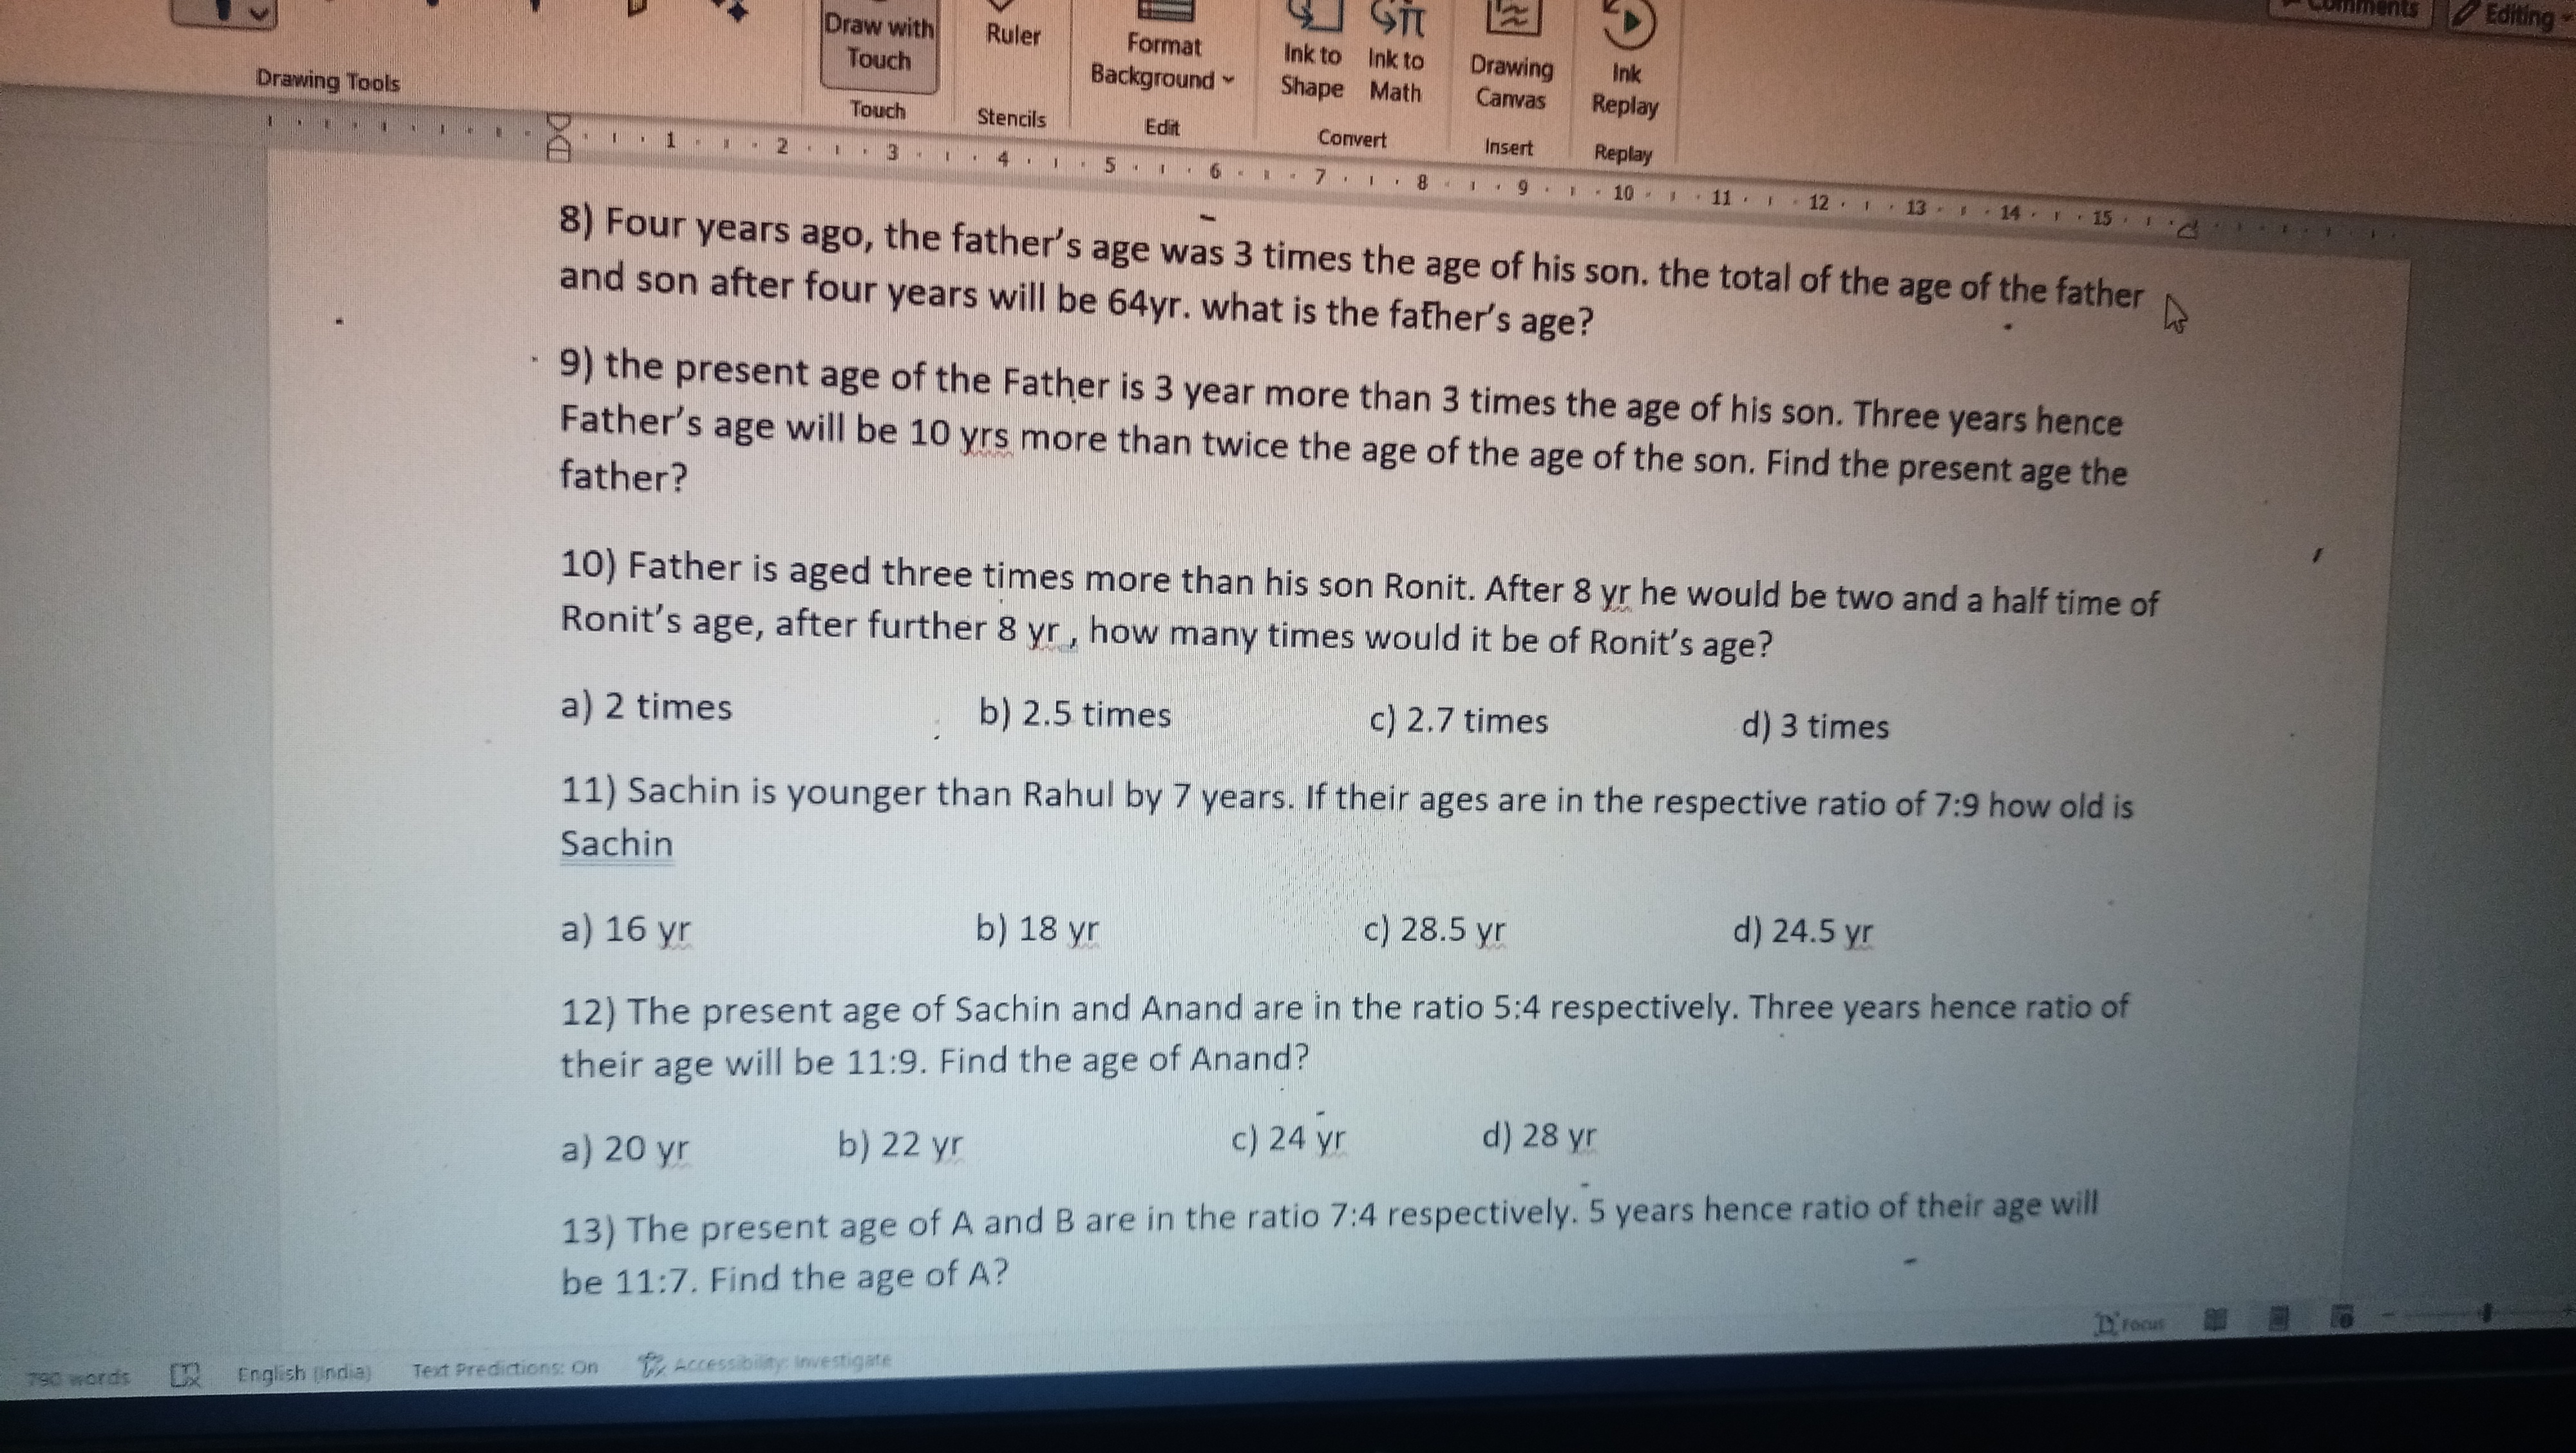 Comments
Editing
Draw with
Touch
Ruler
Format
Background
Ink to
Shape
Ink to
Math
Drawing
Canvas
Ink
Replay
Drawing Tools
Touch
Stencils
Edit
Convert
Insert
Replay
1 2 3 4 5 6 7 8 9 10 11 12 13 14 15
8) Four years ago, the father's age was 3 times the age of his son. the total of the age of the father
and son after four years will be 64yr. what is the father's age?
9) the present age of the Father is 3 year more than 3 times the age of his son. Three years hence
Father's age will be 10 yrs more than twice the age of the age of the son. Find the present age the
father?
10) Father is aged three times more than his son Ronit. After 8 yr he would be two and a half time of
Ronit's age, after further 8 yr , how many times would it be of Ronit's age?
a) 2 times b) 2.5 times c) 2.7 times d) 3 times
11) Sachin is younger than Rahul by 7 years. If their ages are in the respective ratio of 7:9 how old is
Sachin
a) 16 yr b) 18 yr c) 28.5 yr d) 24.5 yr
12) The present age of Sachin and Anand are in the ratio 5:4 respectively. Three years hence ratio of
their age will be 11:9. Find the age of Anand?
a) 20 yr b) 22 yr c) 24 yr d) 28 yr
13) The present age of A and B are in the ratio 7:4 respectively. 5 years hence ratio of their age will
be 11:7. Find the age of A?
790 words English (India) Text Predictions: On Accessibility: Investigate Focus